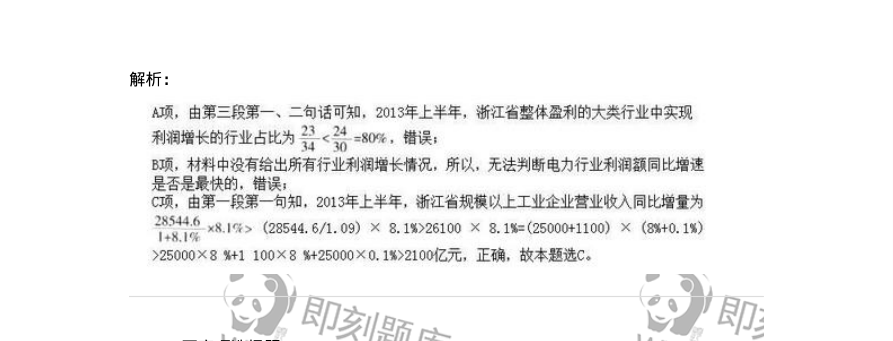 解析：
A项，由第三段第一、二句话可知，2013年上半年，浙江省整体盈利的大类行业中实现
利润增长的行业占比为 23/34 < 24/30 =80%，错误；
B项，材料中没有给出所有行业利润增长情况，所以，无法判断电力行业利润额同比增速
是否是最快的，错误；
C项，由第一段第一句知，2013年上半年，浙江省规模以上工业企业营业收入同比增量为
28544.6/1+8.1% ×8.1%> (28544.6/1.09) × 8.1%>26100 × 8.1%=(25000+1100) × (8%+0.1%)
>25000×8 %+1 100×8 %+25000×0.1%>2100亿元，正确，故本题选C。
即刻题库
即刻题